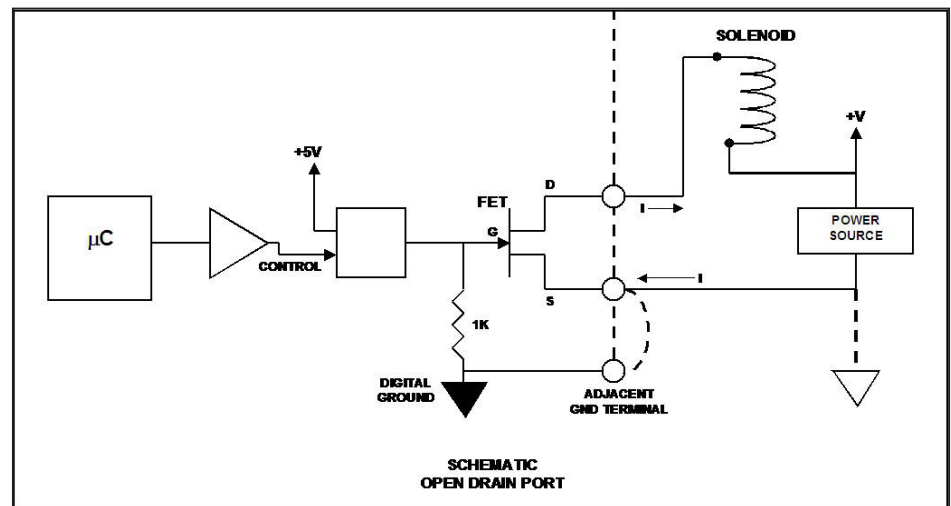 SOLENOID
+V
+5V
D
FET
I
POWER
SOURCE
µC
G
CONTROL
I
S
1K
DIGITAL
GROUND
ADJACENT
GND TERMINAL
SCHEMATIC
OPEN DRAIN PORT